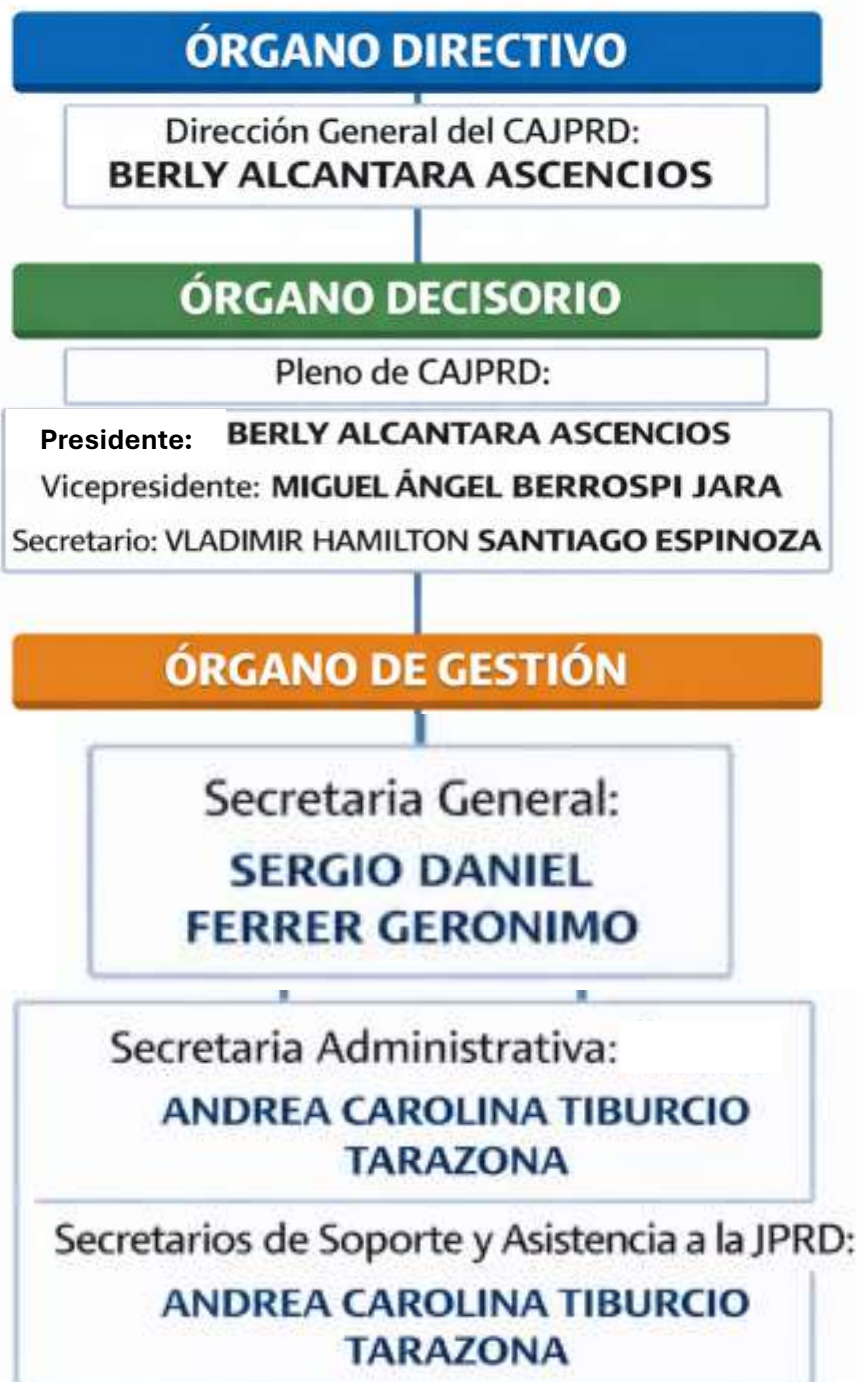 ÓRGANO DIRECTIVO
Dirección General del CAJPRD:
BERLY ALCANTARA ASCENCIOS
ÓRGANO DECISORIO
Pleno de CAJPRD:
Presidente: BERLY ALCANTARA ASCENCIOS
Vicepresidente: MIGUEL ÁNGEL BERROSPI JARA
Secretario: VLADIMIR HAMILTON SANTIAGO ESPINOZA
ÓRGANO DE GESTIÓN
Secretaria General:
SERGIO DANIEL
FERRER GERONIMO
Secretaria Administrativa:
ANDREA CAROLINA TIBURCIO
TARAZONA
Secretarios de Soporte y Asistencia a la JPRD:
ANDREA CAROLINA TIBURCIO
TARAZONA